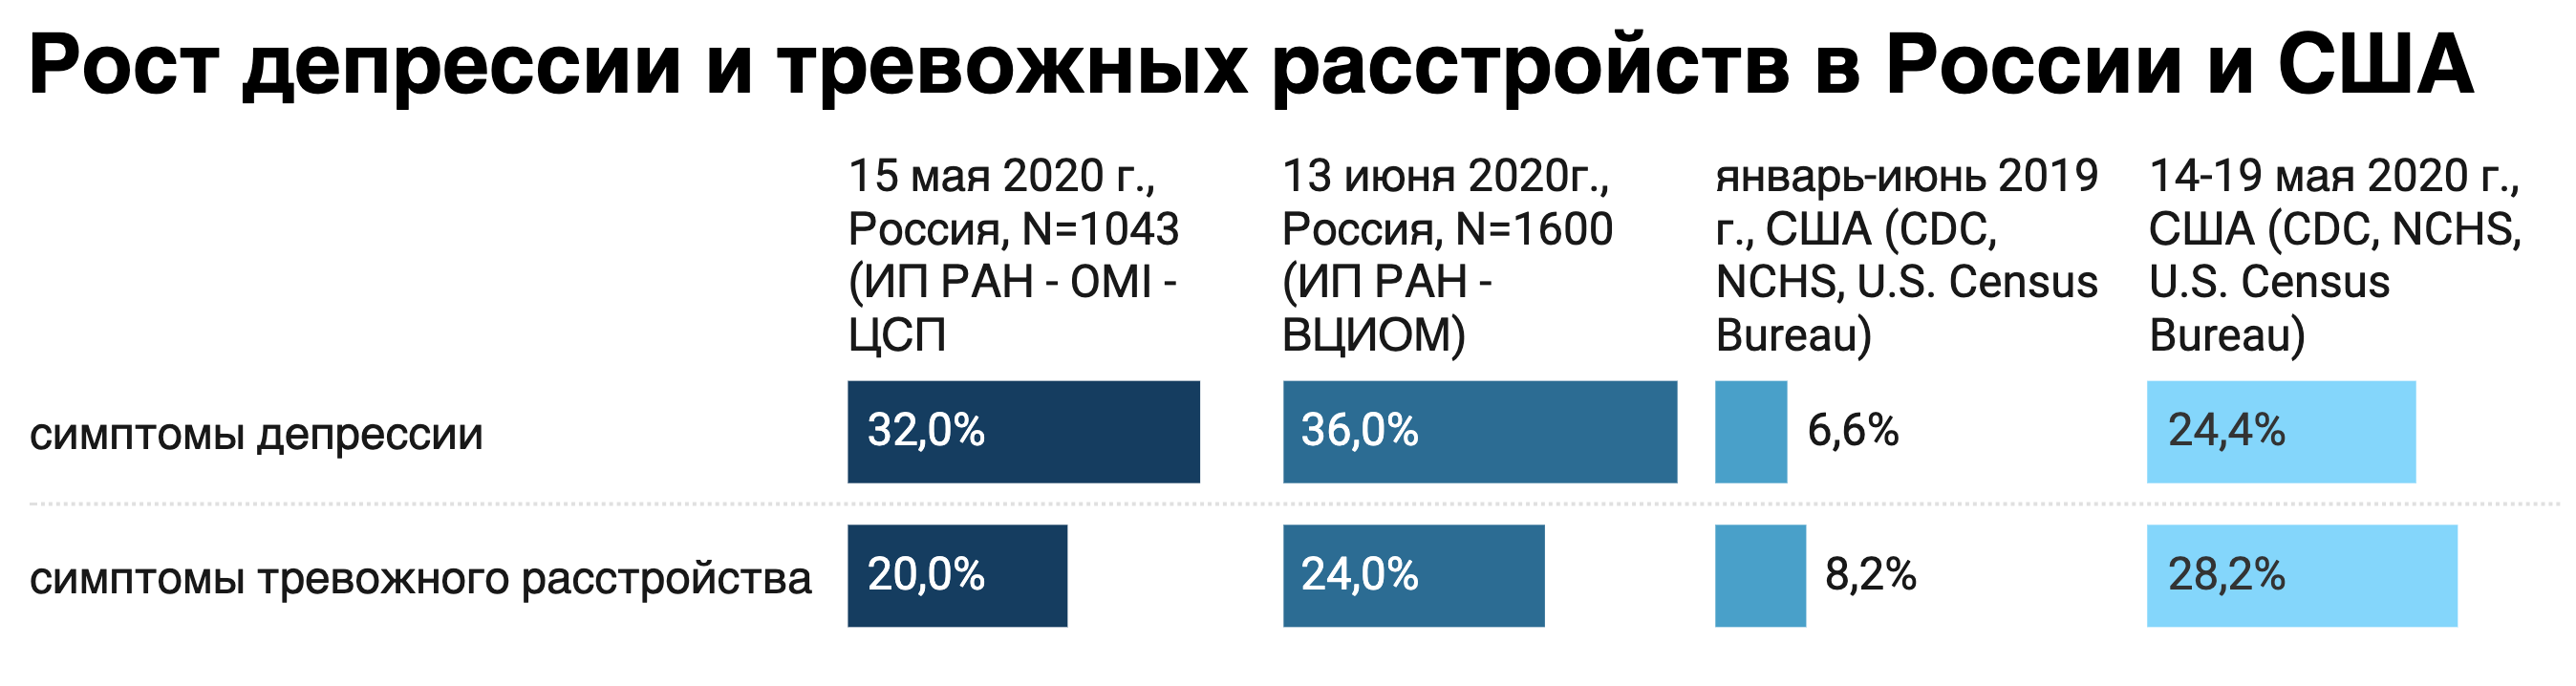 Рост депрессии и тревожных расстройств в России и США
15 мая 2020 г.,
Россия, N=1043
(ИП РАН - OMI -
ЦСП
13 июня 2020г.,
Россия, N=1600
(ИП РАН -
ВЦИОМ)
январь-июнь 2019
г., США (CDC,
NCHS, U.S. Census
Bureau)
14-19 мая 2020 г.,
США (CDC, NCHS,
U.S. Census
Bureau)
симптомы депрессии
32,0%
36,0%
6,6%
24,4%
симптомы тревожного расстройства
20,0%
24,0%
8,2%
28,2%